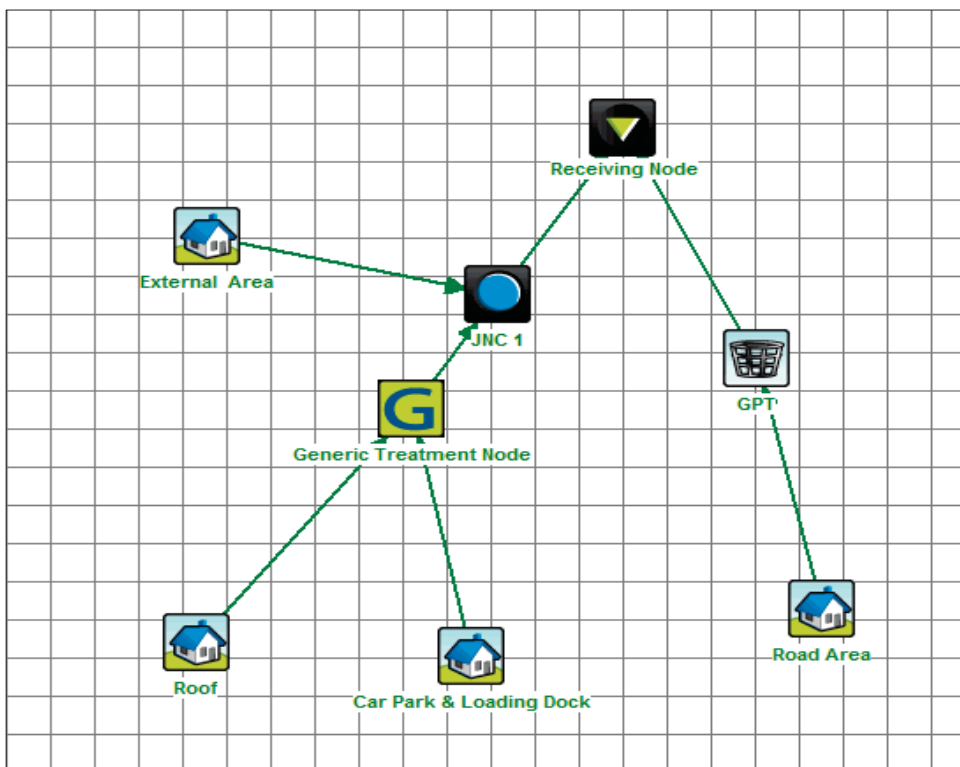 Receiving Node
External  Area
JNC 1
GPT
G
Generic Treatment Node
Road Area
Roof
Car Park & Loading Dock